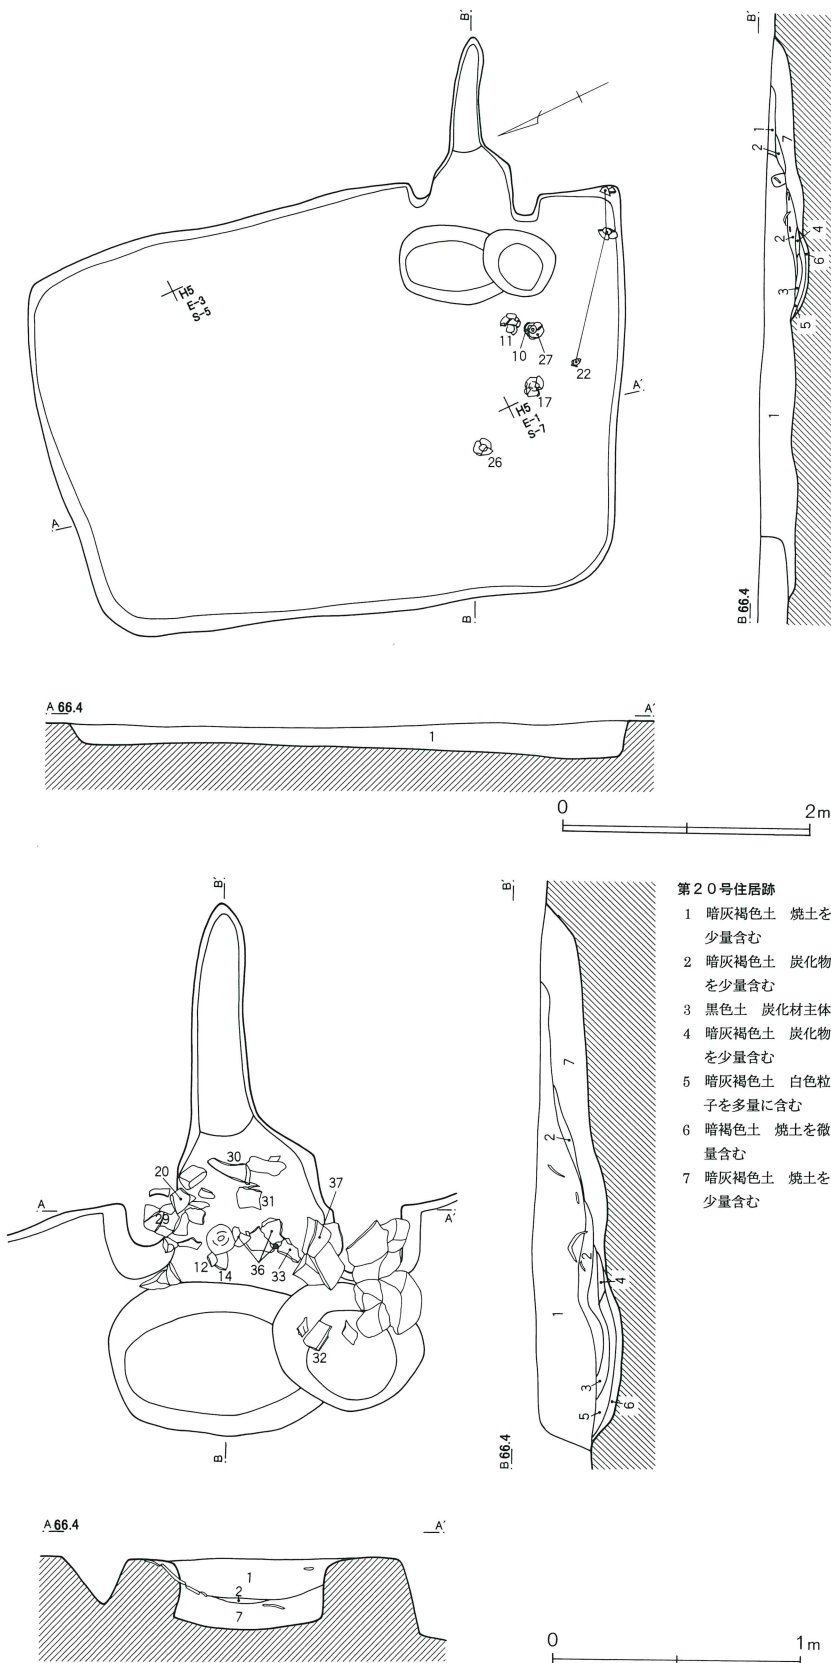 B′
B′
1
2
7
2
4
6
3
5
1
H5
E-3
S-5
11
10
27
22
17
A′
H5
E-1
S-7
26
A
B
B 66.4
A 66.4
A′
1
0 2m
B′
B′
第20号住居跡
1 暗灰褐色土 焼土を
少量含む
2 暗灰褐色土 炭化物
を少量含む
3 黒色土 炭化材主体
4 暗灰褐色土 炭化物
を少量含む
5 暗灰褐色土 白色粒
子を多量に含む
6 暗褐色土 焼土を微
量含む
7 暗灰褐色土 焼土を
少量含む
7
2
2
4
1
3
5
6
B 66.4
30
20
37
31
A
29
A′
12
14
36
33
32
B
A 66.4
A′
1
2
7
0 1m